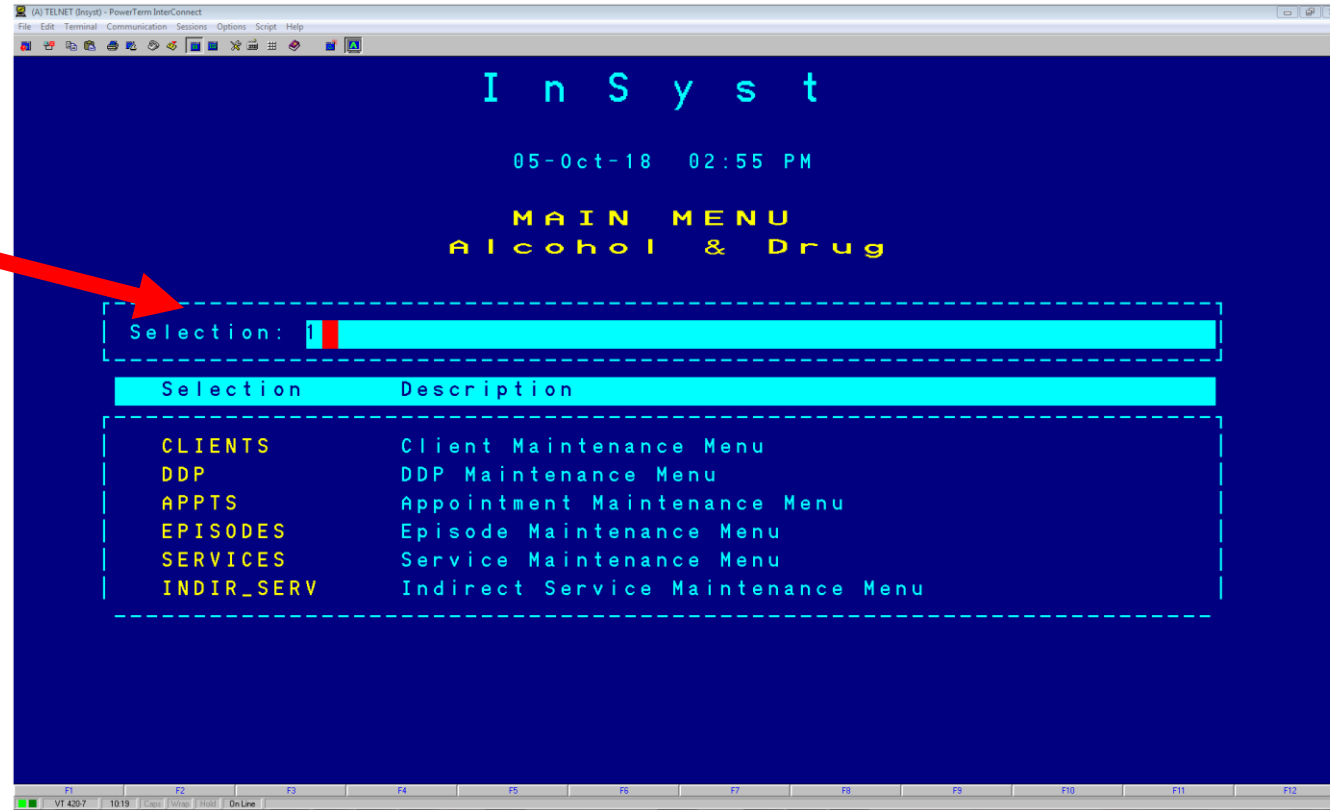 (A) TELNET (Insyst) - PowerTerm InterConnect
File Edit Terminal Communication Sessions Options Script Help
InSyst
05-Oct-18 02:55 PM
MAIN MENU
Alcohol & Drug
Selection: 1
Selection Description
CLIENTS Client Maintenance Menu
DDP DDP Maintenance Menu
APPTS Appointment Maintenance Menu
EPISODES Episode Maintenance Menu
SERVICES Service Maintenance Menu
INDIR_SERV Indirect Service Maintenance Menu
F1 F2 F3 F4 F5 F6 F7 F8 F9 F10 F11 F12
VT 420-7 10:19 Caps Wrap Hold On Line